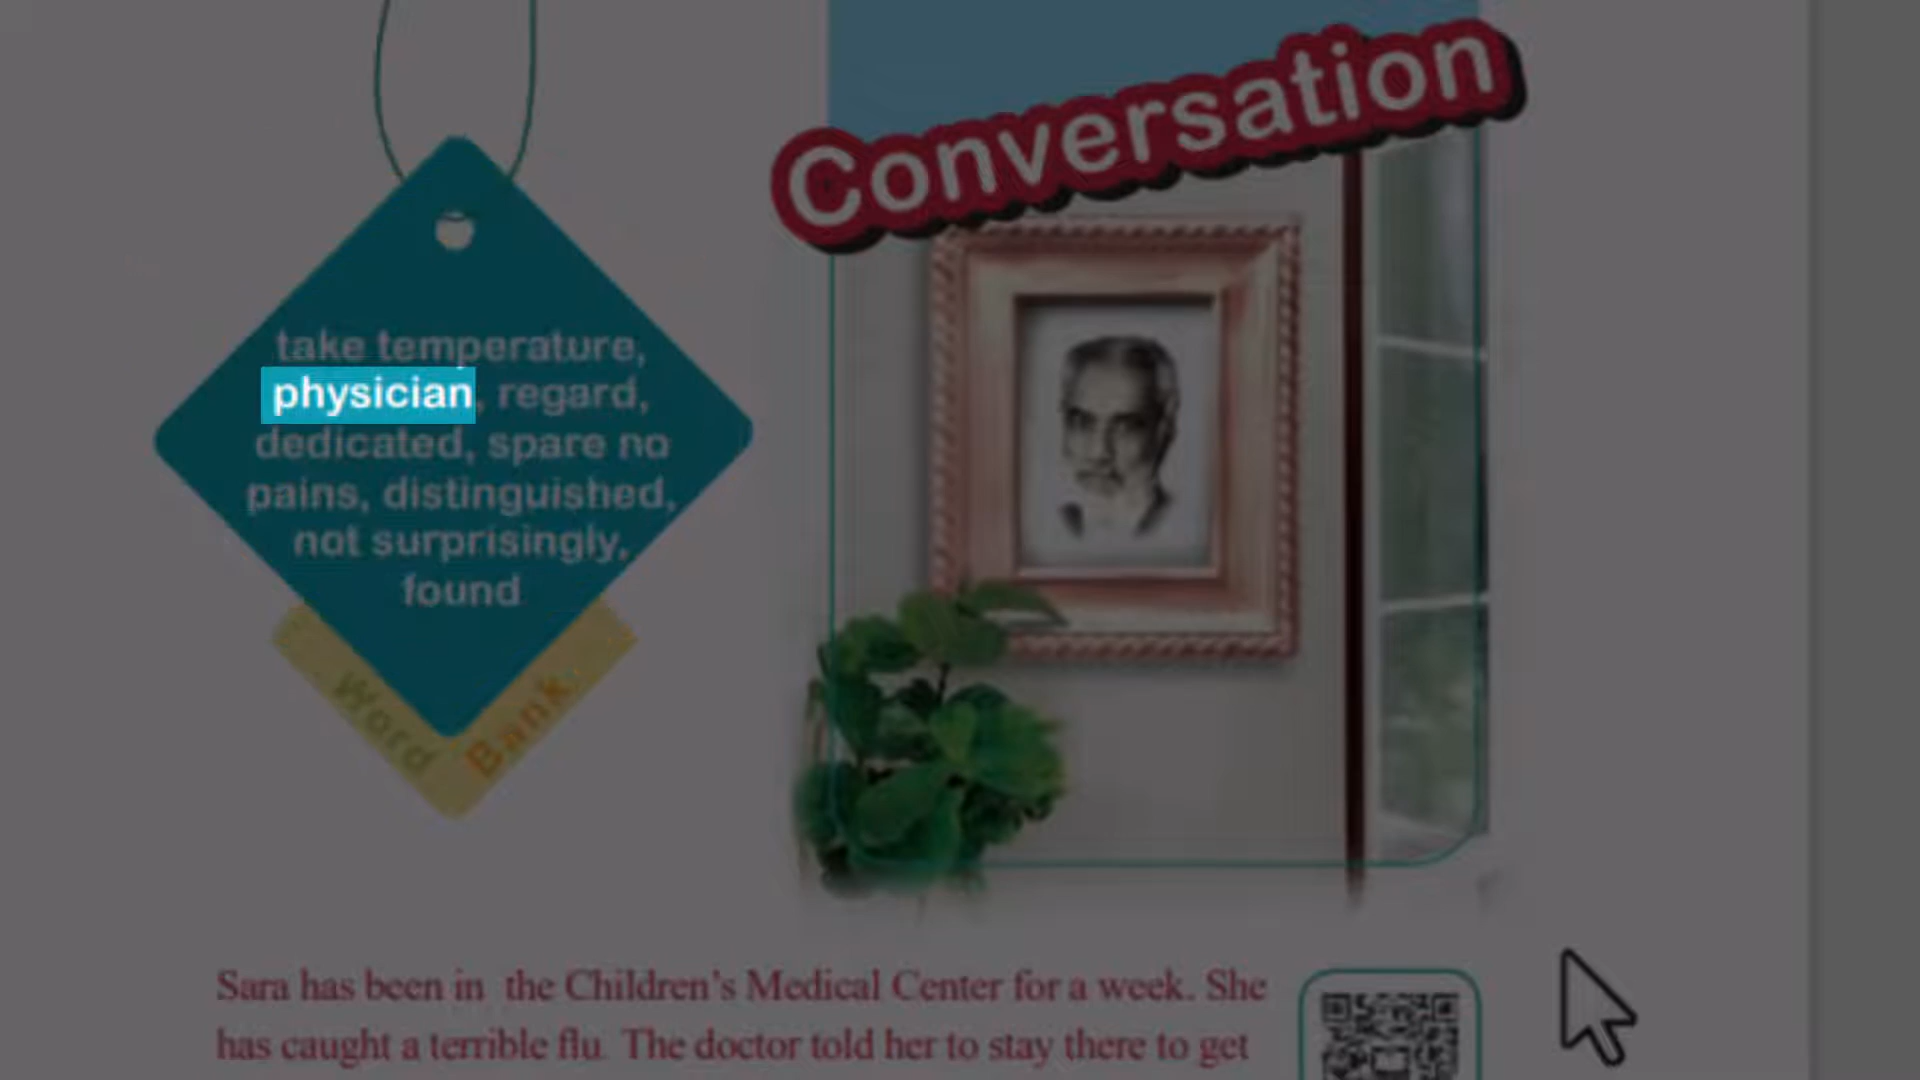 Conversation
take temperature,
physician, regard,
dedicated, spare no
pains, distinguished,
not surprisingly,
found
Word Bank
Sara has been in the Children's Medical Center for a week. She
has caught a terrible flu. The doctor told her to stay there to get